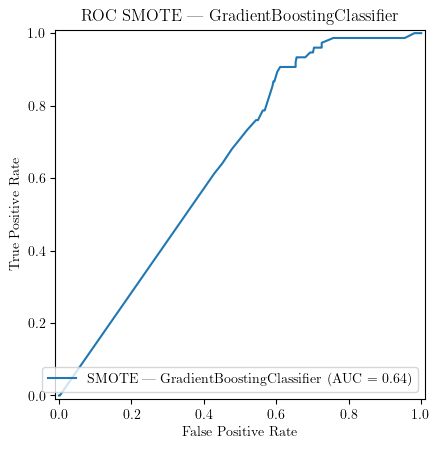 ROC SMOTE — GradientBoostingClassifier
1.0
0.8
0.6
0.4
0.2
0.0
True Positive Rate
SMOTE — GradientBoostingClassifier (AUC = 0.64)
0.0 0.2 0.4 0.6 0.8 1.0
False Positive Rate